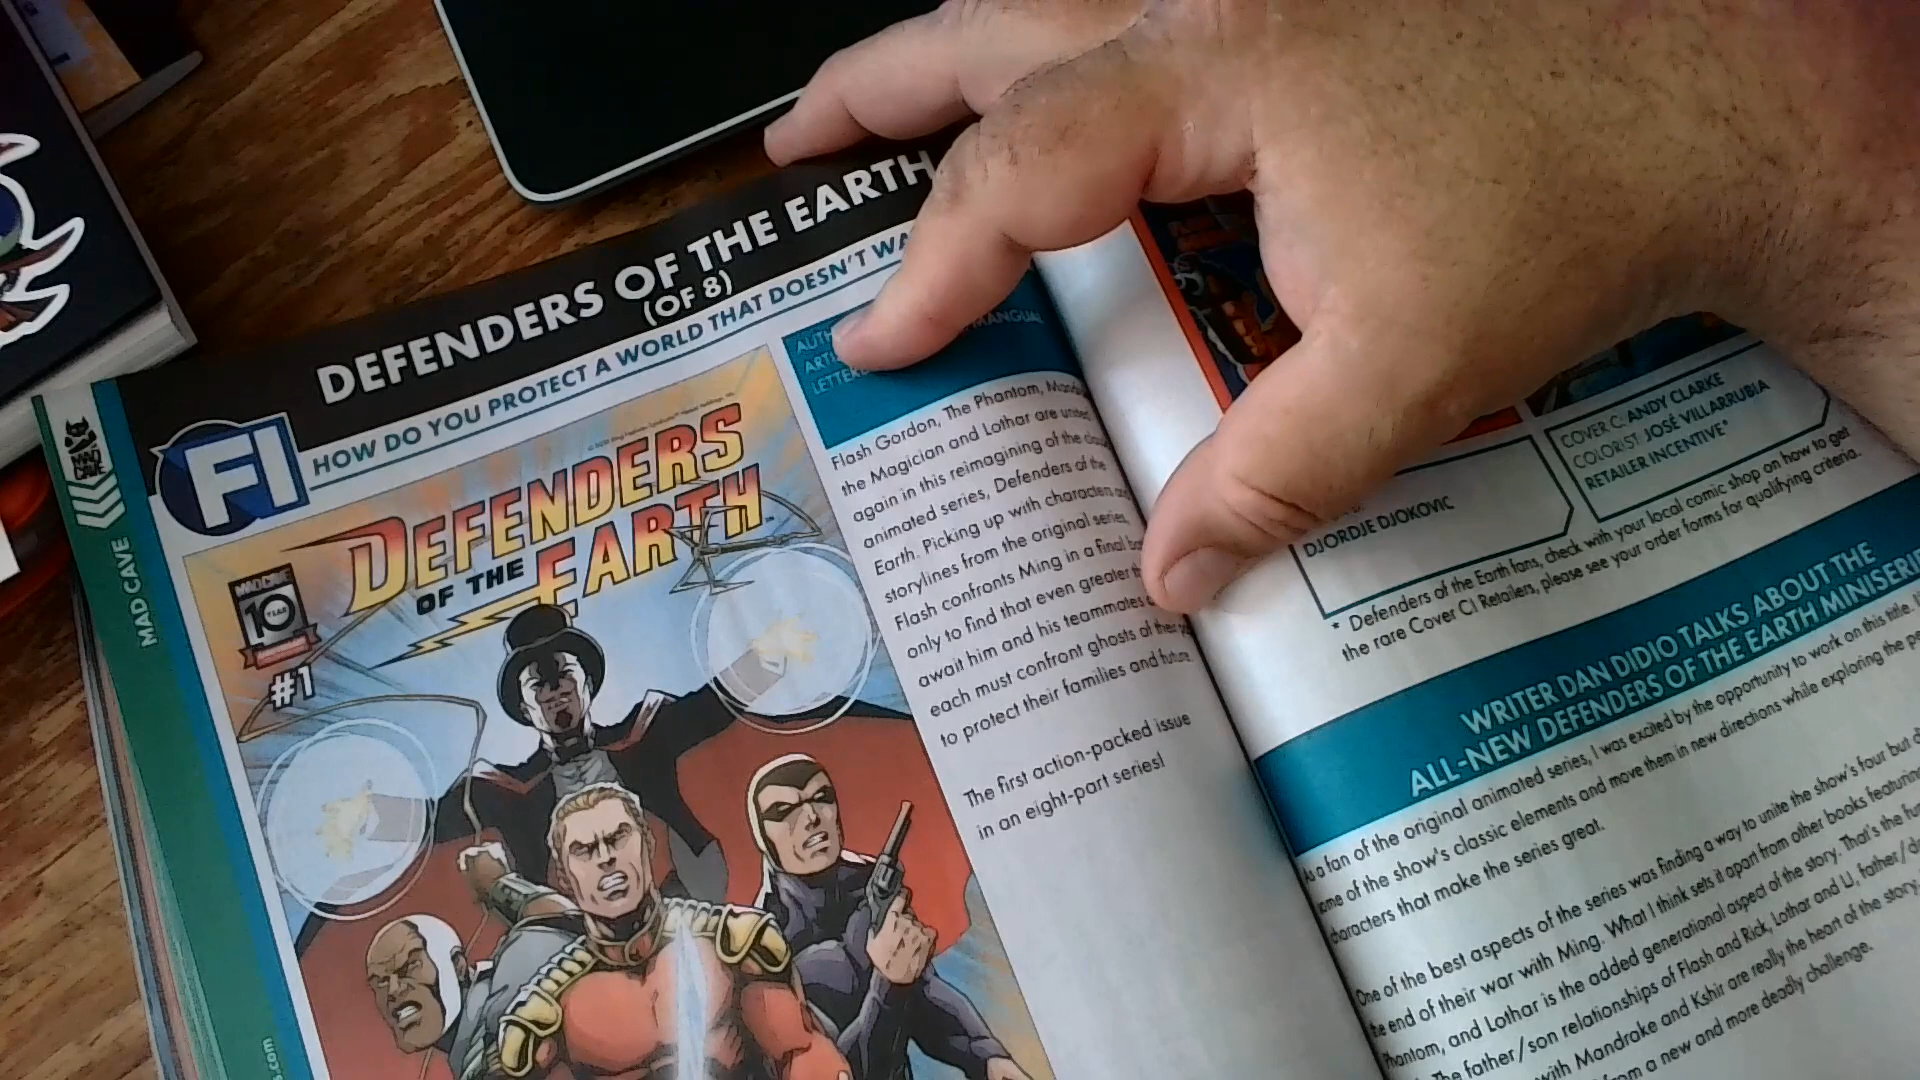 DEFENDERS OF THE EARTH
(OF 8)
HOW DO YOU PROTECT A WORLD THAT DOESN'T
FI
MAD CAVE
MAD CAVE
MAD CAVE
10
YEAR
#1
DEFENDERS
OF THE
EARTH
Flash Gordon, The Phantom,
the Magician and Lothar are united
again in this reimagining of the
animated series, Defenders of the
Earth. Picking up with characters
storylines from the original series,
Flash confronts Ming in a final
only to find that even greater
await him and his teammates
each must confront ghosts of their
to protect their families and future.
The first action-packed issue
in an eight-part series!
DJORDJE DJOKOVIC
COVER C: ANDY CLARKE
COLORIST: JOSÉ VILLARRUBIA
RETAILER INCENTIVE*
* Defenders of the Earth fans, check with your local comic shop on how to get
the rare Cover C! Retailers, please see your order forms for qualifying criteria.
WRITER DAN DIDIO TALKS ABOUT THE
ALL-NEW DEFENDERS OF THE EARTH
As a fan of the original animated series, I was excited by the opportunity to work on this title.
some of the show's classic elements and move them in new directions while exploring the
characters that make the series great.
One of the best aspects of the series was finding a way to unite the show's four but
the end of their war with Ming. What I think sets it apart from other books featuring
Phantom, and Lothar is the added generational aspect of the story. That's the
The father/son relationships of Flash and Rick, Lothar and LJ, father/
with Mandrake and Kshir are really the heart of the story,
from a new and more deadly challenge.